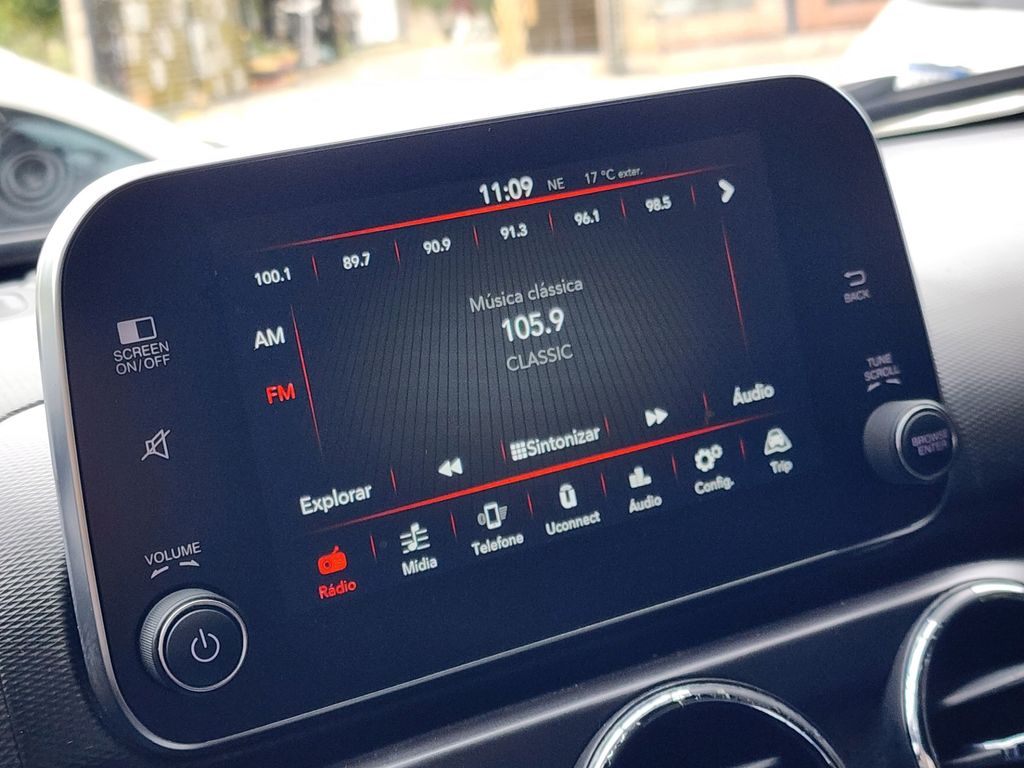 11:09 NE 17 °C exter.
100.1 89.7 90.9 91.3 96.1 98.5
SCREEN
ON/OFF
AM
FM
Música clássica
105.9
CLASSIC
BACK
TUNE
SCROLL
BROWSE
ENTER
Explorar Sintonizar Áudio
Rádio Mídia Telefone Uconnect Áudio Config. Trip
VOLUME